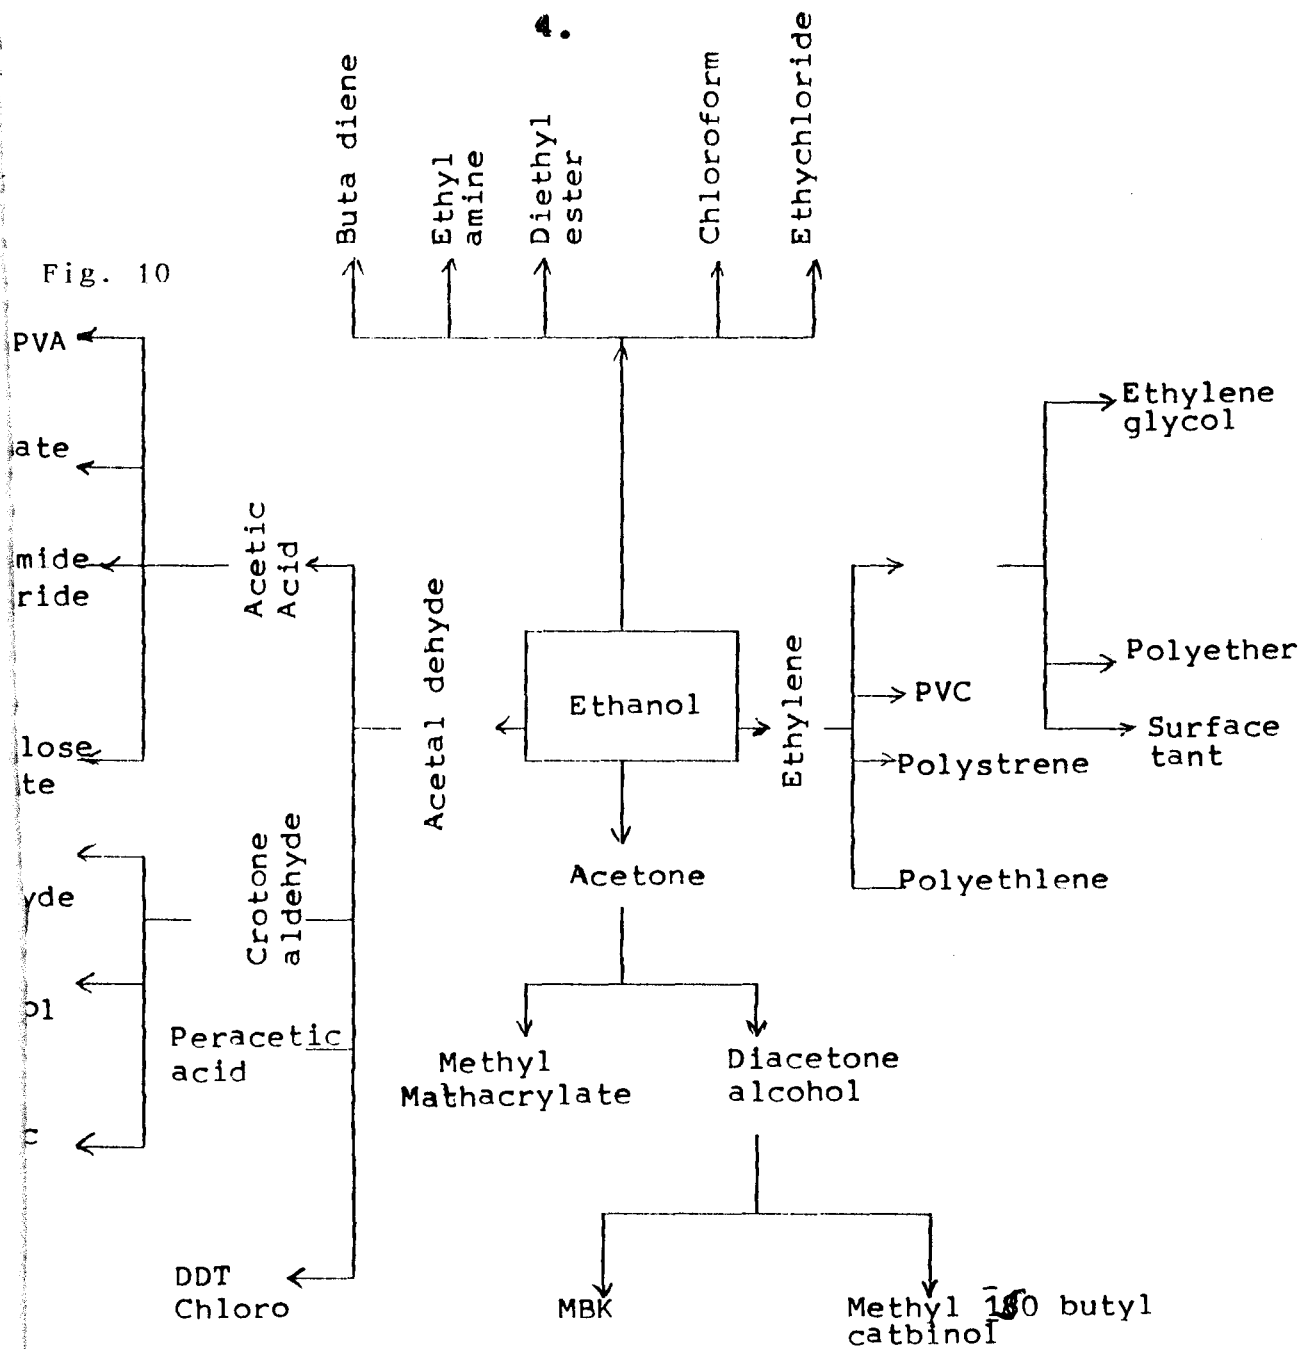 4.
Buta diene
Ethyl
amine
Diethyl
ester
Chloroform
Ethychloride
Fig. 10
PVA
ate
mide
ride
lose
te
yde
ol
c
Acetic
Acid
Acetal dehyde
Ethanol
Ethylene
Ethylene
glycol
Polyether
Surface
tant
PVC
Polystrene
Polyethlene
Crotone
aldehyde
Acetone
Peracetic
acid
Methyl
Mathacrylate
Diacetone
alcohol
DDT
Chloro
MBK
Methyl iso butyl
catbinol